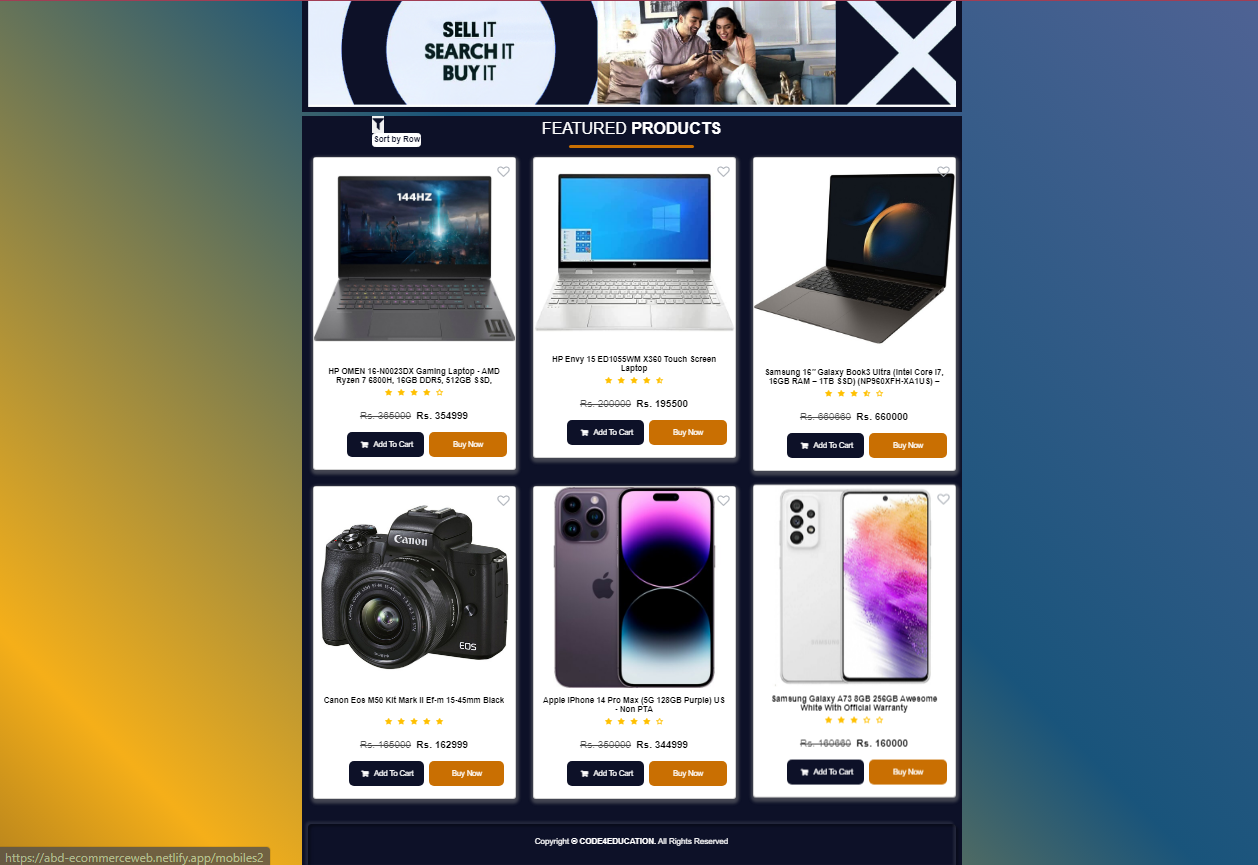 SELL IT
SEARCH IT
BUY IT
Sort by Row
FEATURED PRODUCTS
144HZ
HP OMEN 16-N0023DX Gaming Laptop - AMD
Ryzen 7 6800H, 16GB DDR5, 512GB SSD,
Rs. 365000 Rs. 354999
Add To Cart
Buy Now
HP Envy 15 ED1055WM X360 Touch Screen
Laptop
Rs. 200000 Rs. 195500
Add To Cart
Buy Now
Samsung 16" Galaxy Book3 Ultra (Intel Core I7,
16GB RAM – 1TB SSD) (NP960XFH-XA1US) –
Rs. 660660 Rs. 660000
Add To Cart
Buy Now
Canon
EOS
Canon Eos M50 Kit Mark II Ef-m 15-45mm Black
Rs. 165000 Rs. 162999
Add To Cart
Buy Now
Apple IPhone 14 Pro Max (5G 128GB Purple) US
- Non PTA
Rs. 350000 Rs. 344999
Add To Cart
Buy Now
SAMSUNG
Samsung Galaxy A73 8GB 256GB Awesome
White With Official Warranty
Rs. 160660 Rs. 160000
Add To Cart
Buy Now
Copyright © CODE4EDUCATION. All Rights Reserved
https://abd-ecommerceweb.netlify.app/mobiles2